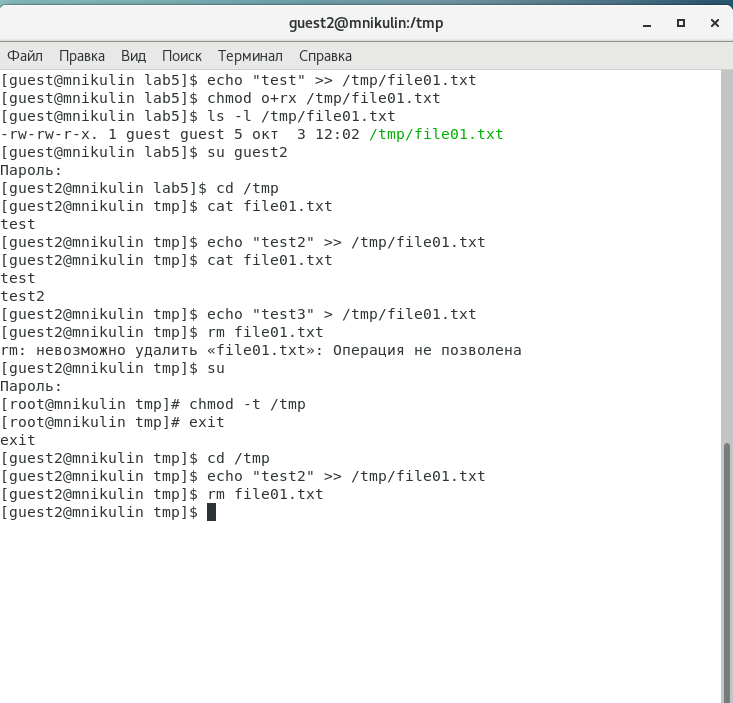 guest2@mnikulin:/tmp
Файл Правка Вид Поиск Терминал Справка
[guest@mnikulin lab5]$ echo "test" >> /tmp/file01.txt
[guest@mnikulin lab5]$ chmod o+rx /tmp/file01.txt
[guest@mnikulin lab5]$ ls -l /tmp/file01.txt
-rw-rw-r-x. 1 guest guest 5 окт  3 12:02 /tmp/file01.txt
[guest@mnikulin lab5]$ su guest2
Пароль:
[guest2@mnikulin lab5]$ cd /tmp
[guest2@mnikulin tmp]$ cat file01.txt
test
[guest2@mnikulin tmp]$ echo "test2" >> /tmp/file01.txt
[guest2@mnikulin tmp]$ cat file01.txt
test
test2
[guest2@mnikulin tmp]$ echo "test3" > /tmp/file01.txt
[guest2@mnikulin tmp]$ rm file01.txt
rm: невозможно удалить «file01.txt»: Операция не позволена
[guest2@mnikulin tmp]$ su
Пароль:
[root@mnikulin tmp]# chmod -t /tmp
[root@mnikulin tmp]# exit
exit
[guest2@mnikulin tmp]$ cd /tmp
[guest2@mnikulin tmp]$ echo "test2" >> /tmp/file01.txt
[guest2@mnikulin tmp]$ rm file01.txt
[guest2@mnikulin tmp]$